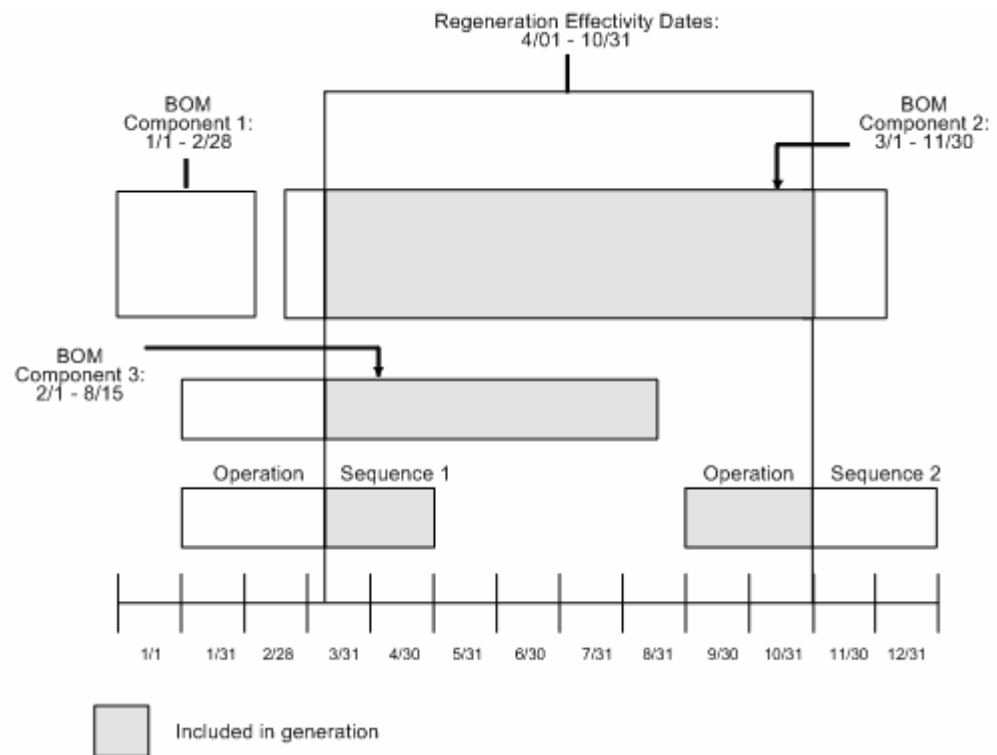 Regeneration Effectivity Dates:
4/01 - 10/31
BOM
Component 1:
1/1 - 2/28
BOM
Component 2:
3/1 - 11/30
BOM
Component 3:
2/1 - 8/15
Operation Sequence 1
Operation Sequence 2
1/1 1/31 2/28 3/31 4/30 5/31 6/30 7/31 8/31 9/30 10/31 11/30 12/31
Included in generation